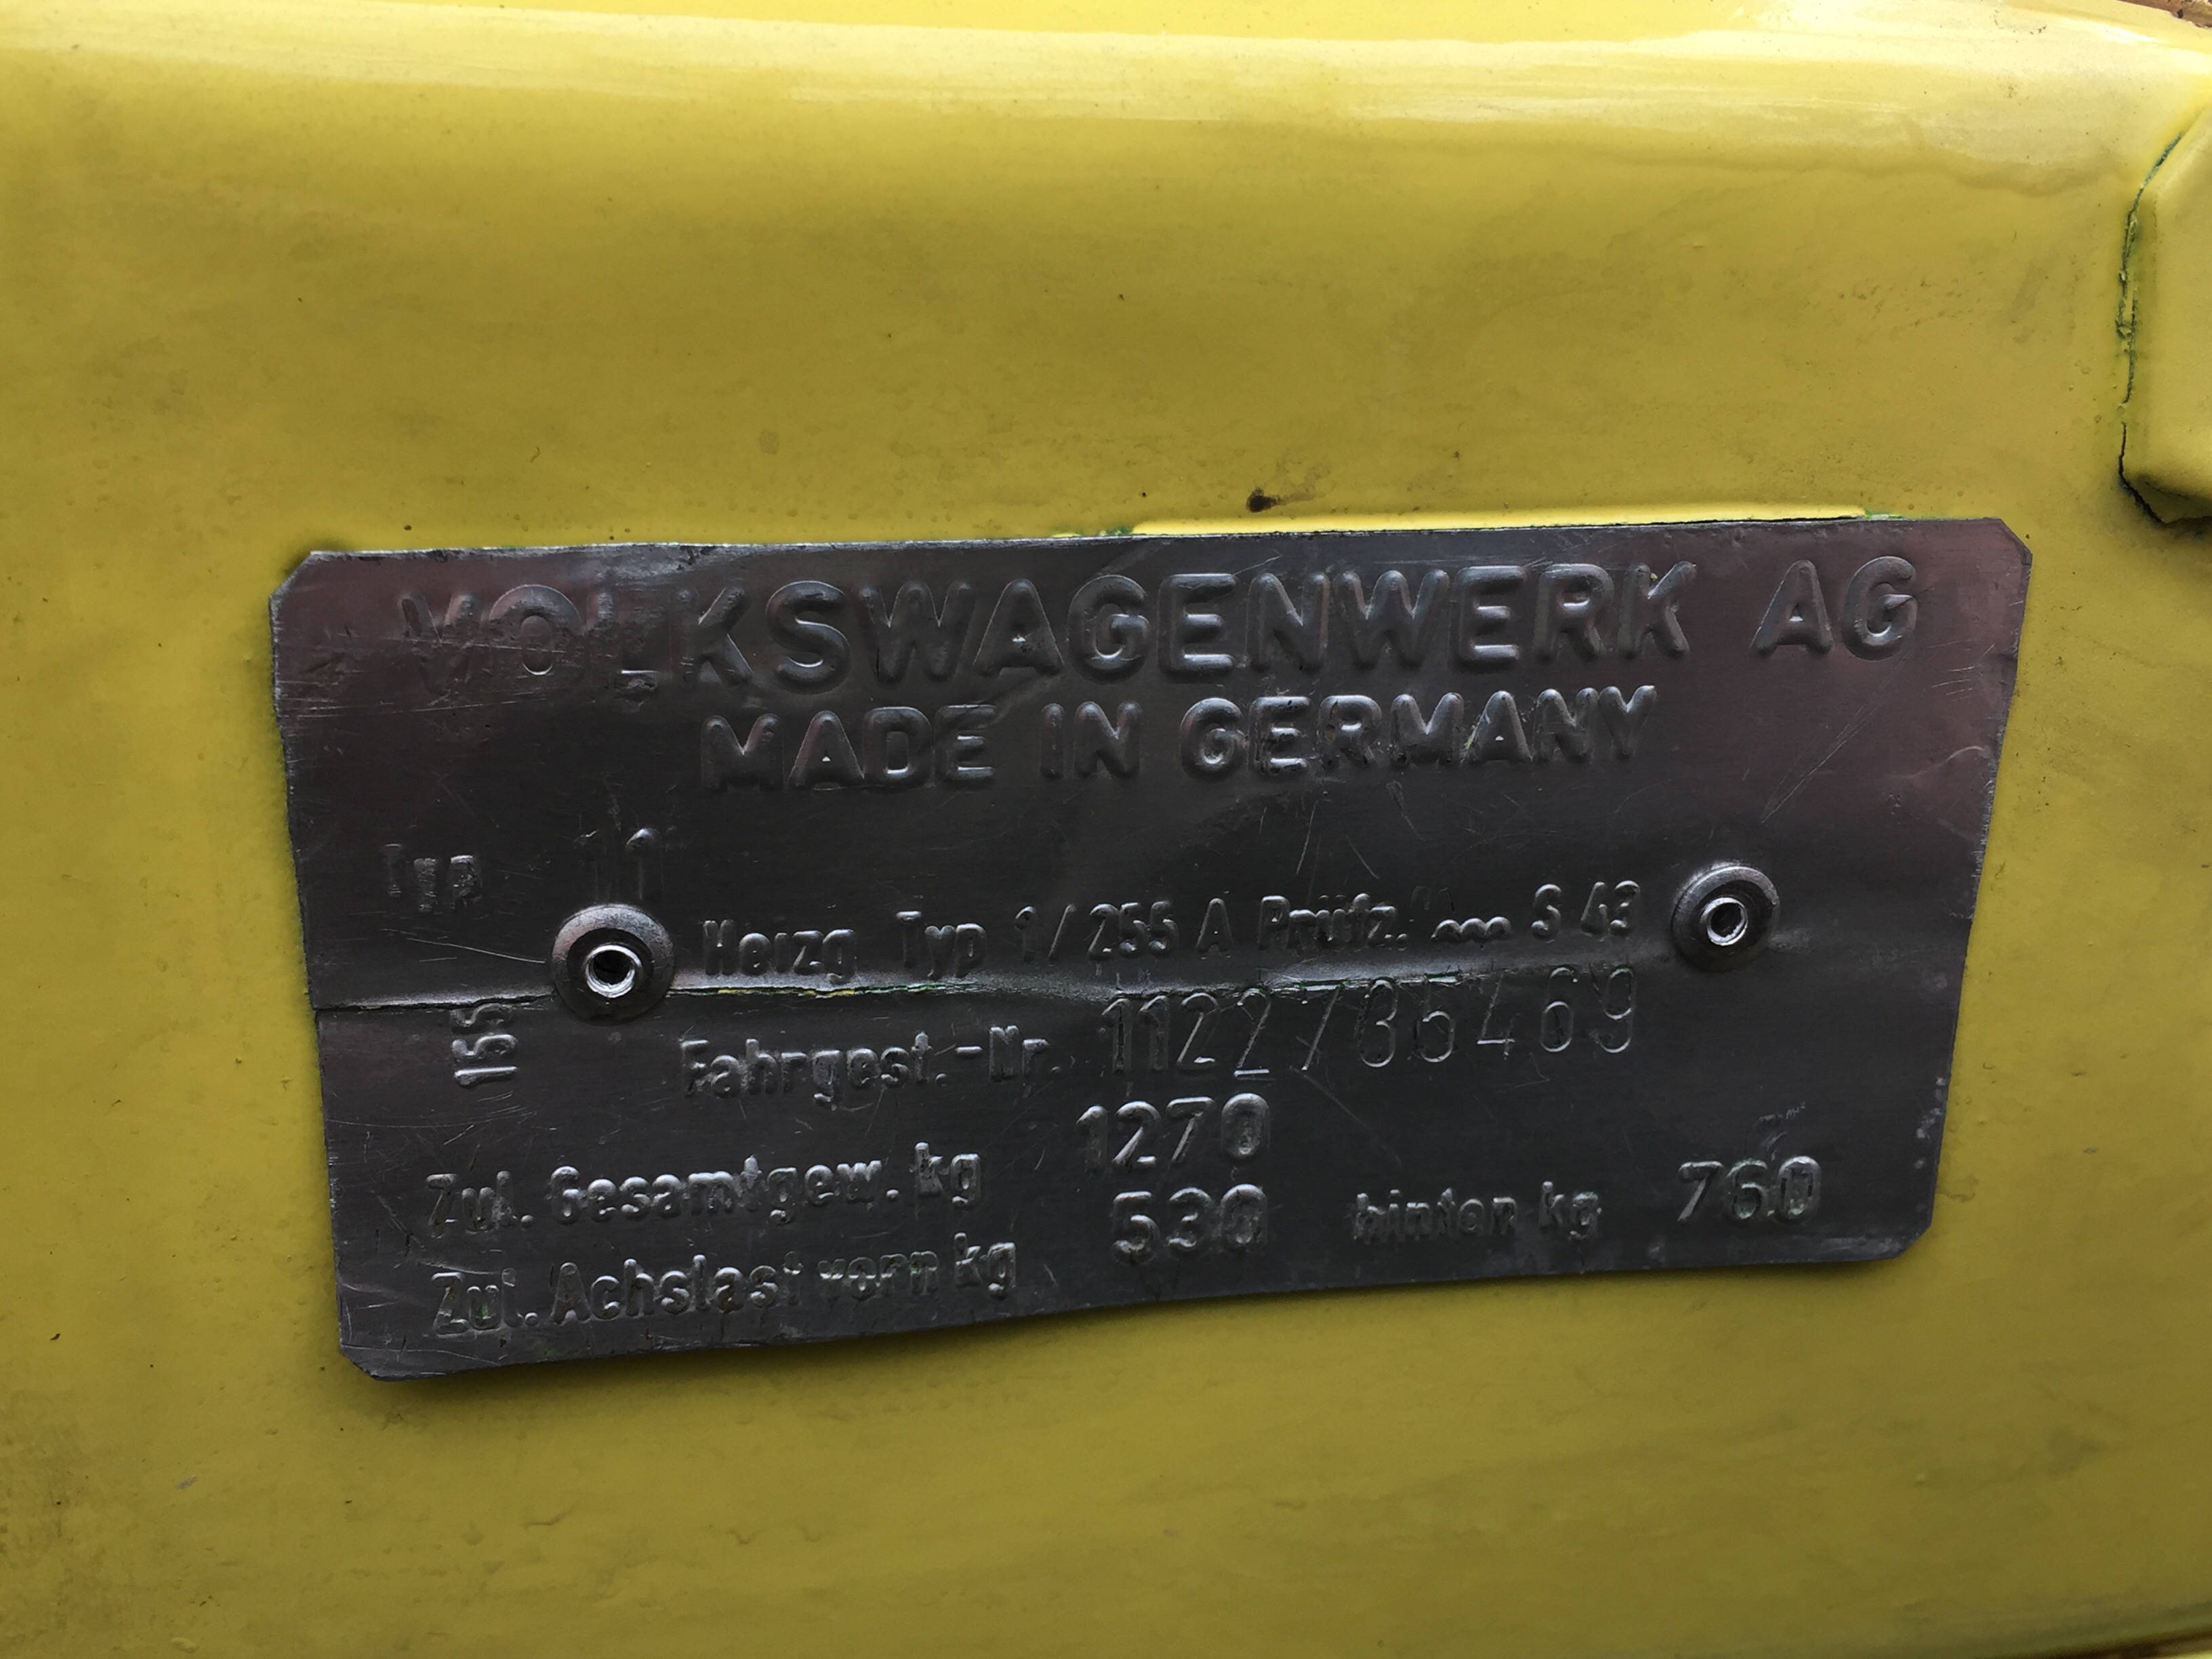 VOLKSWAGENWERK AG
MADE IN GERMANY
Typ 11
Heizg Typ 1/255 A Prüfz. ~~~ S 43
155
Fahrgest.-Nr. 1122735469
Zul. Gesamtgew. kg 1270
Zul. Achslast vorn kg 530 hinten kg 760